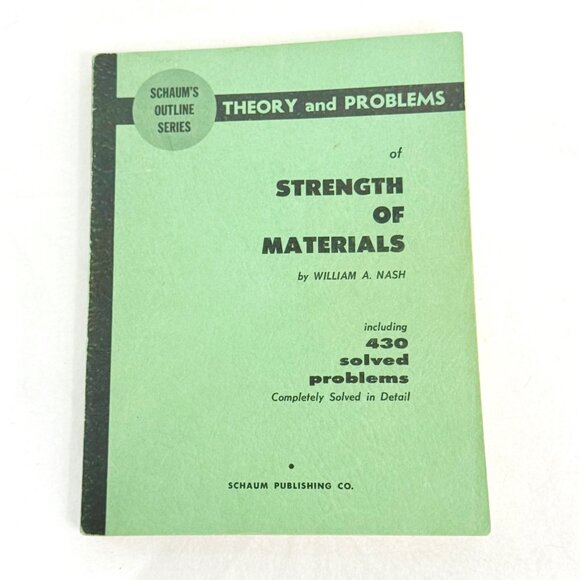 SCHAUM'S
OUTLINE
SERIES
THEORY and PROBLEMS
of
STRENGTH
OF
MATERIALS
by WILLIAM A. NASH
including
430
solved
problems
Completely Solved in Detail
SCHAUM PUBLISHING CO.